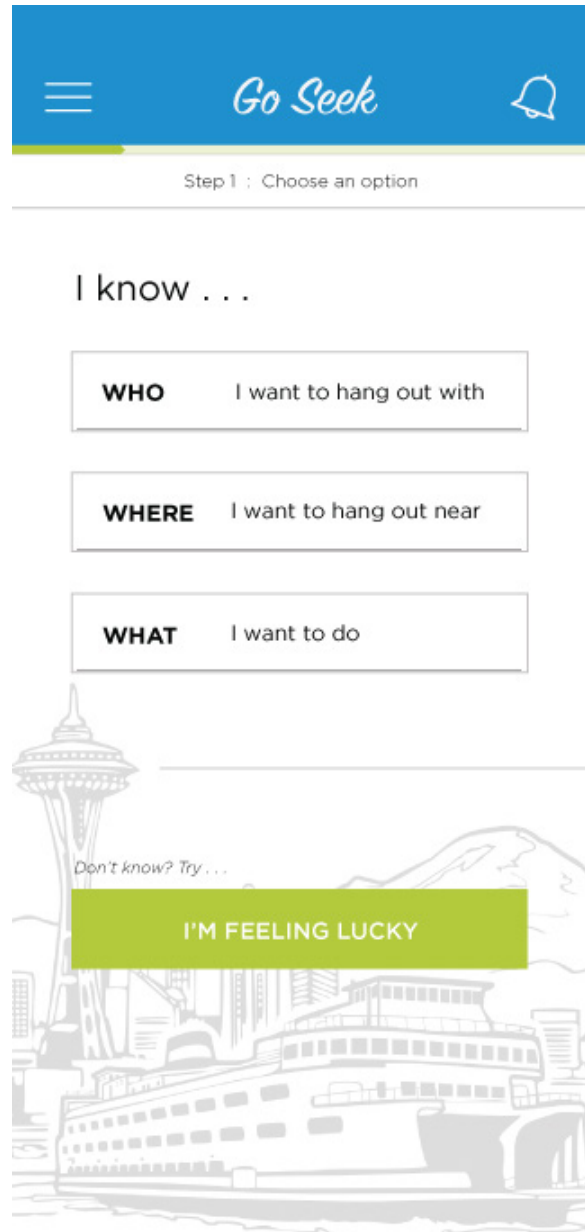 Go Seek
Step 1 : Choose an option
I know . . .
WHO I want to hang out with
WHERE I want to hang out near
WHAT I want to do
Don't know? Try . . .
I'M FEELING LUCKY